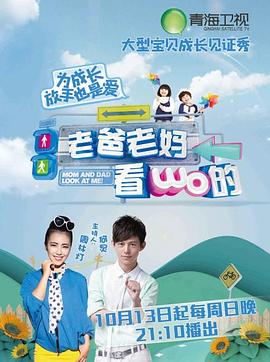 青海卫视
QINGHAI SATELLITE TV
大型宝贝成长见证秀
为成长
放手也是爱
老爸老妈
MOM AND DAD
LOOK AT ME!
看WO的
主持人
何炅
10月13日起每周日晚
21:10播出